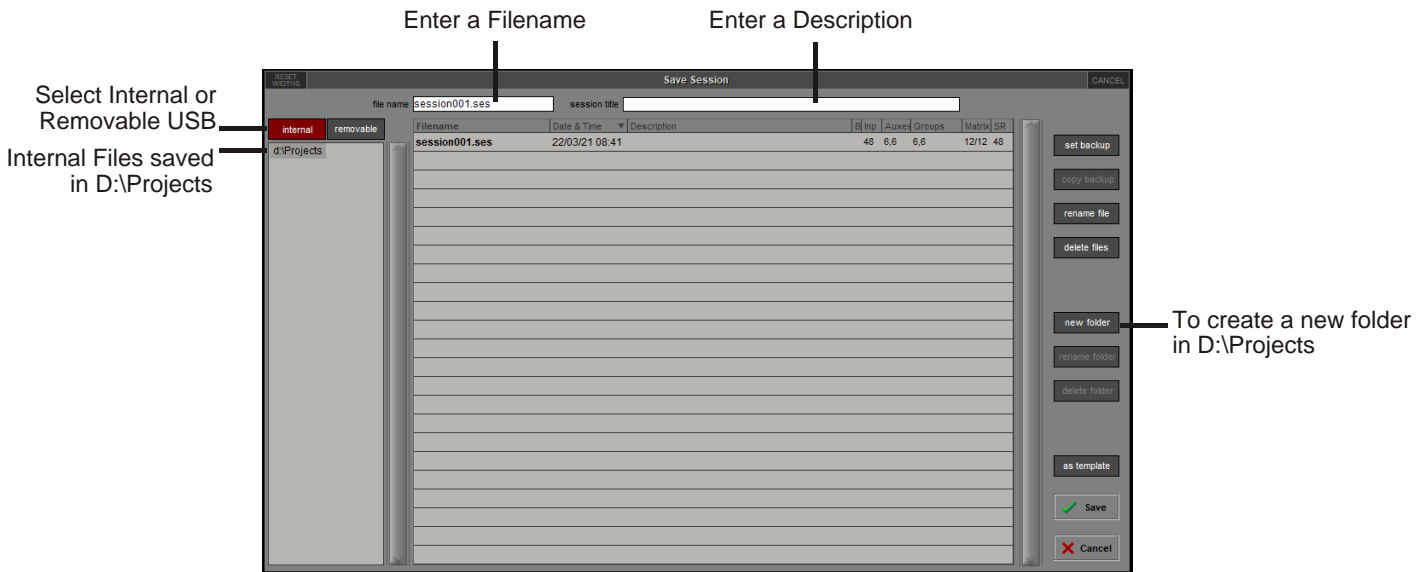 Enter a Filename
Enter a Description
RESET WIDTHS
Save Session
CANCEL
Select Internal or
Removable USB
file name session001.ses session title
internal removable
Filename Date & Time ▼ Description B Inp Auxes Groups Matrix SR
Internal Files saved
in D:\Projects
d:\Projects
session001.ses 22/03/21 08:41 48 6,6 6,6 12/12 48
set backup
copy backup
rename file
delete files
new folder
To create a new folder
in D:\Projects
rename folder
delete folder
as template
Save
Cancel